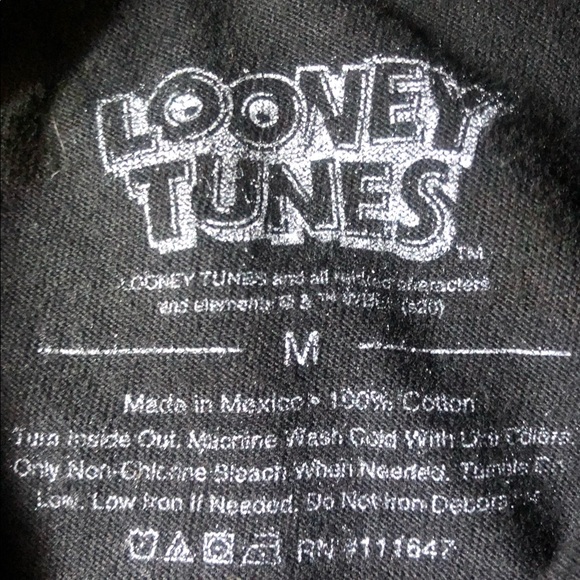 LOONEY
TUNES
TM
LOONEY TUNES and all related characters
and elements © & ™ WBEI (s20)
M
Made in Mexico • 100% Cotton
Turn Inside Out. Machine Wash Cold With Like Colors
Only Non-Chlorine Bleach When Needed. Tumble Dry
Low. Low Iron If Needed. Do Not Iron
RN #111647